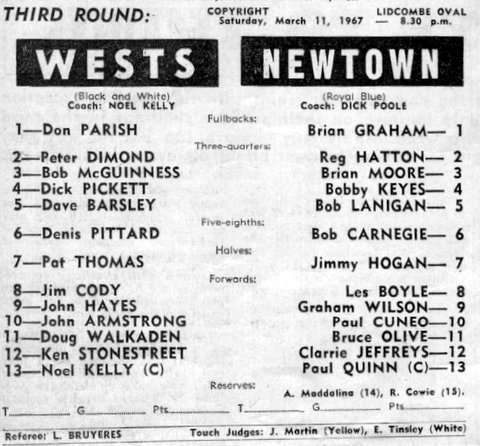 THIRD ROUND: COPYRIGHT LIDCOMBE OVAL
Saturday, March 11, 1967 — 8.30 p.m.
WESTS NEWTOWN
(Black and White) (Royal Blue)
Coach: NOEL KELLY Coach: DICK POOLE
Fullbacks:
1—Don PARISH Brian GRAHAM— 1
Three-quarters:
2—Peter DIMOND Reg HATTON— 2
3—Bob McGUINNESS Brian MOORE— 3
4—Dick PICKETT Bobby KEYES— 4
5—Dave BARSLEY Bob LANIGAN— 5
Five-eighths:
6—Denis PITTARD Bob CARNEGIE— 6
Halves:
7—Pat THOMAS Jimmy HOGAN— 7
Forwards:
8—Jim CODY Les BOYLE— 8
9—John HAYES Graham WILSON— 9
10—John ARMSTRONG Paul CUNEO—10
11—Doug WALKADEN Bruce OLIVE—11
12—Ken STONESTREET Clarrie JEFFREYS—12
13—Noel KELLY (C) Paul QUINN (C)—13
Reserves:
A. Maddalina (14), R. Cowie (15).
T. G. Pts. T. G. Pts.
Referee: L. BRUYERES Touch Judges: J. Martin (Yellow), E. Tinsley (White)